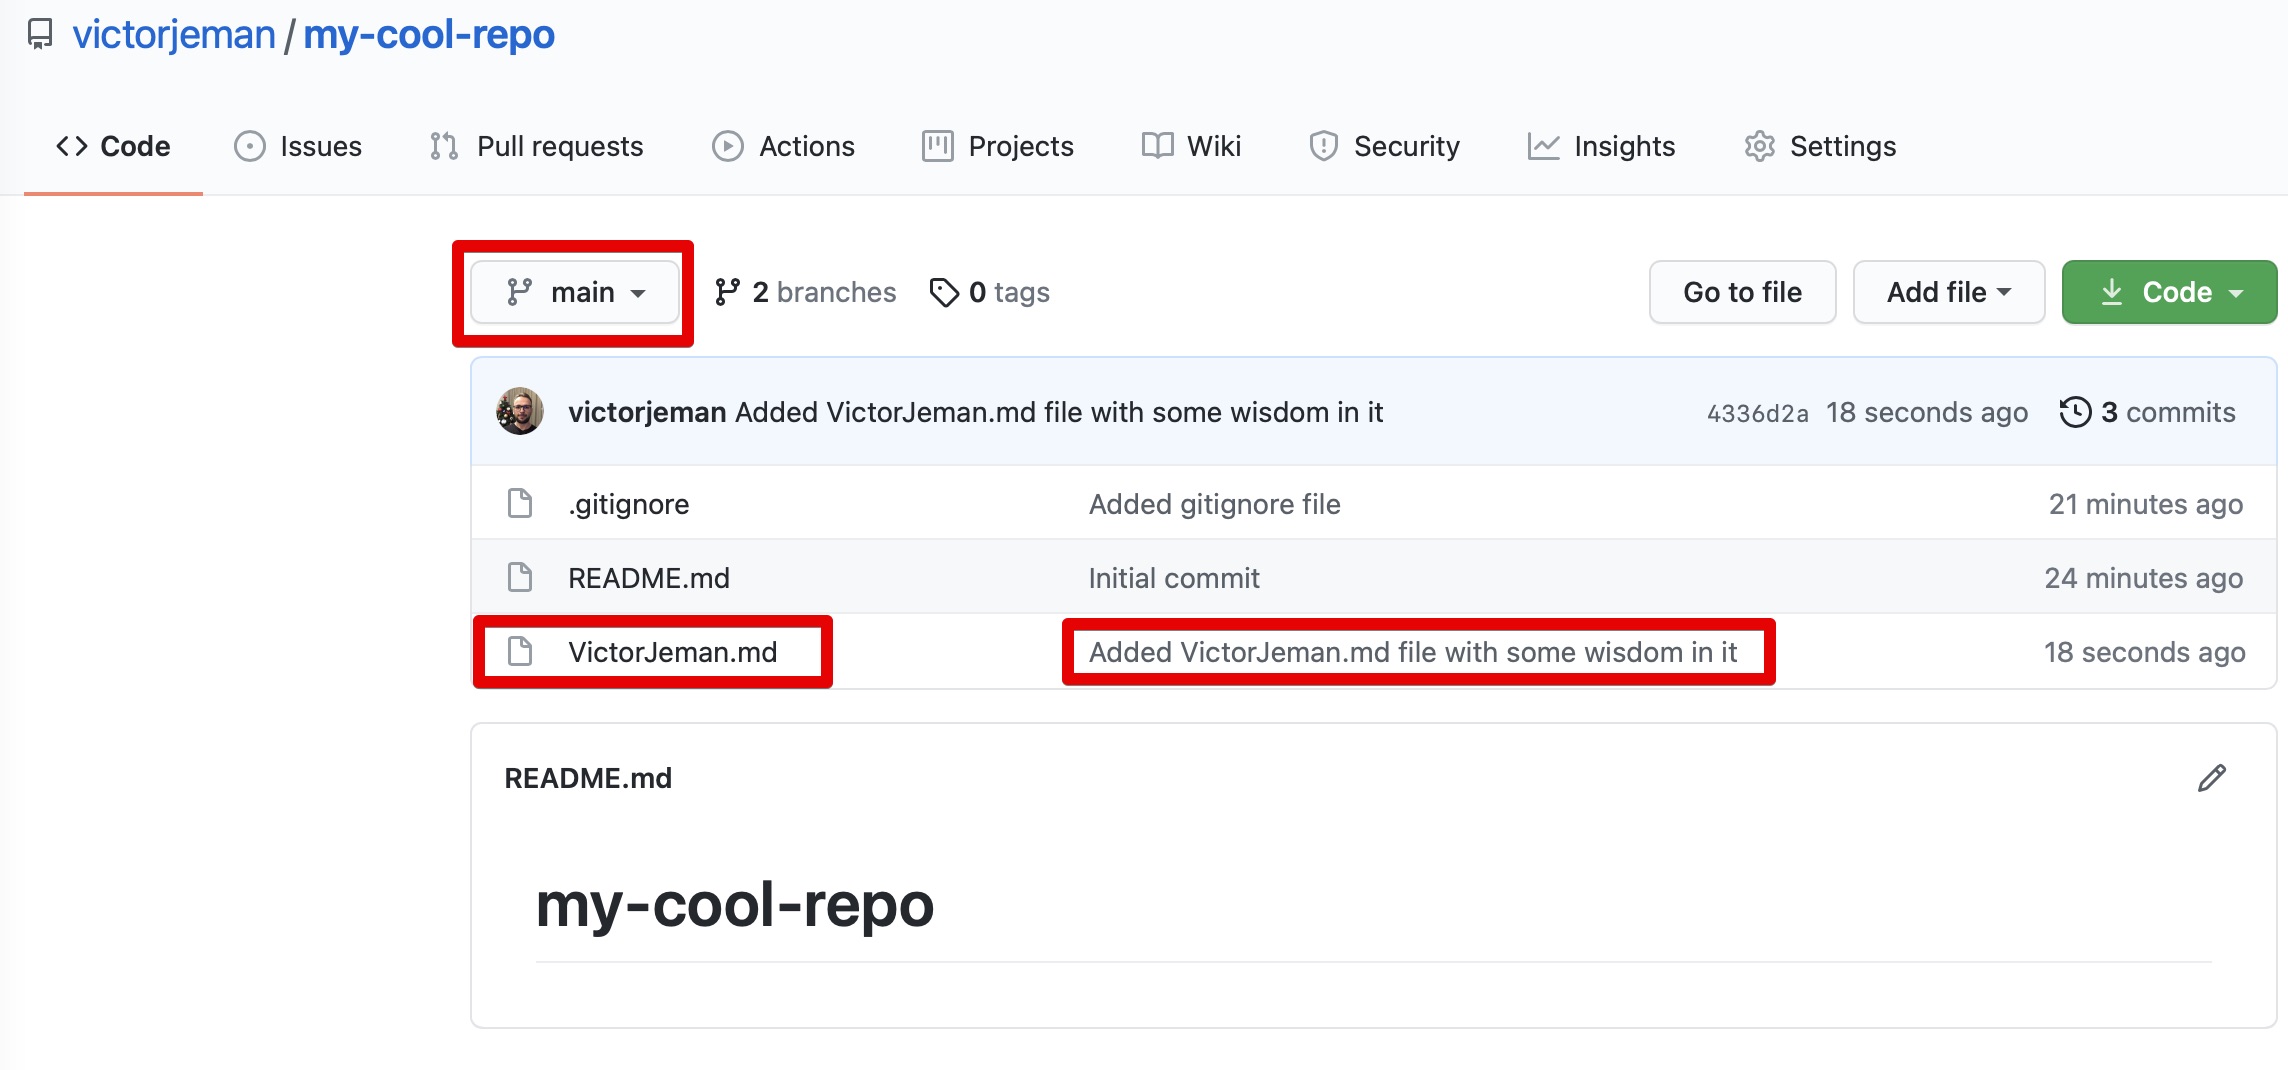 victorjeman / my-cool-repo
Code Issues Pull requests Actions Projects Wiki Security Insights Settings
main 2 branches 0 tags Go to file Add file Code
victorjeman Added VictorJeman.md file with some wisdom in it 4336d2a 18 seconds ago 3 commits
.gitignore Added gitignore file 21 minutes ago
README.md Initial commit 24 minutes ago
VictorJeman.md Added VictorJeman.md file with some wisdom in it 18 seconds ago
README.md
my-cool-repo